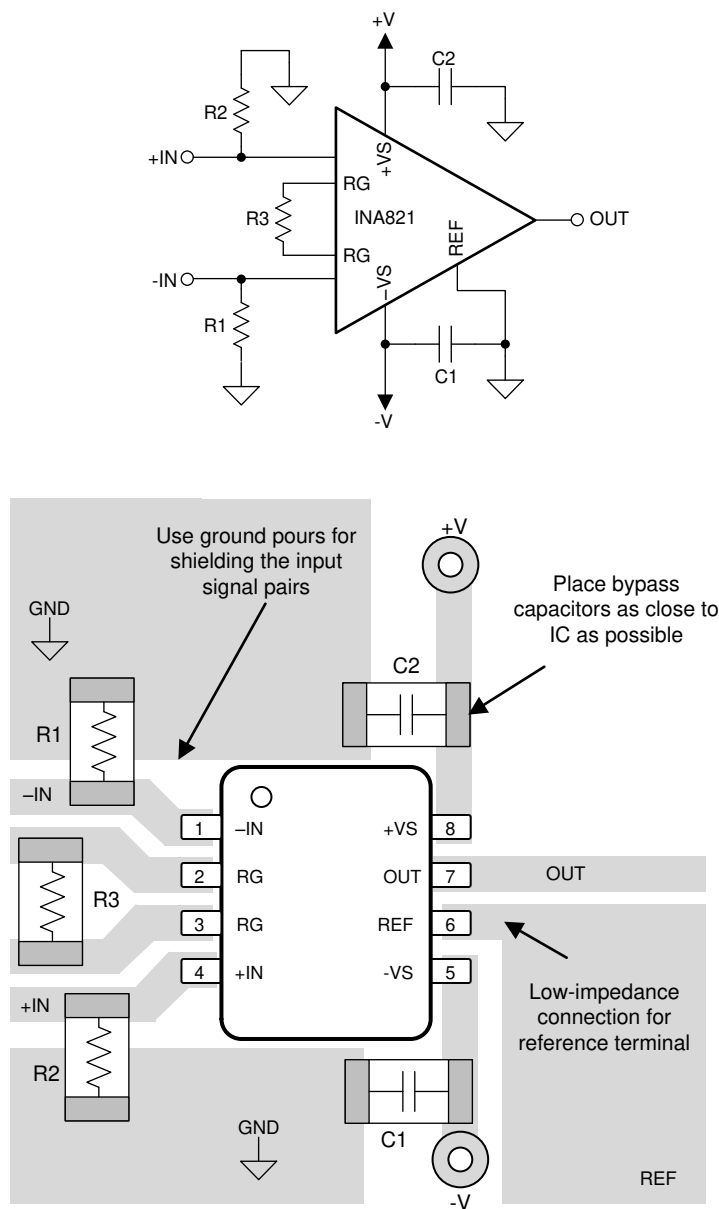 +V
C2
R2
+IN
+VS
RG
R3
INA821
OUT
REF
RG
-IN
–VS
R1
C1
-V
+V
Use ground pours for
shielding the input
signal pairs
Place bypass
capacitors as close to
IC as possible
GND
C2
R1
–IN
1
–IN
+VS
8
2
RG
OUT
7
OUT
R3
3
RG
REF
6
4
+IN
-VS
5
+IN
Low-impedance
connection for
reference terminal
R2
GND
C1
REF
-V